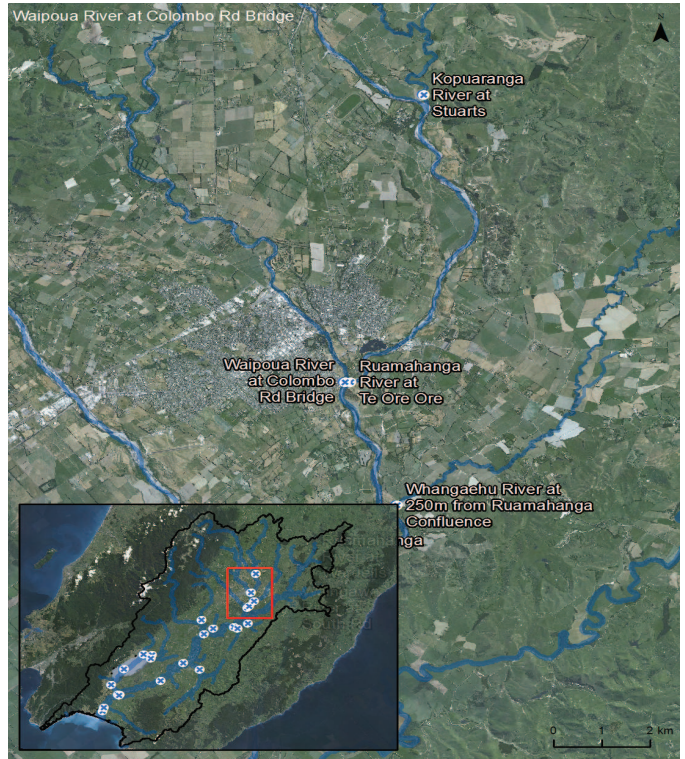 Waipoua River at Colombo Rd Bridge
N
Kopuaranga
River at
Stuarts
Waipoua River
at Colombo
Rd Bridge
Ruamahanga
River at
Te Ore Ore
Whangaehu River at
250m from Ruamahanga
Confluence
nga
0 1 2 km